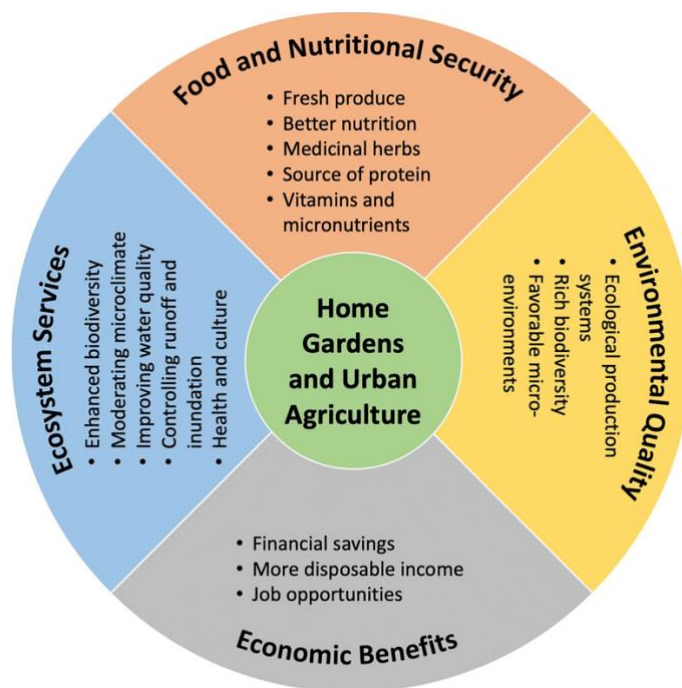 Food and Nutritional Security
• Fresh produce
• Better nutrition
• Medicinal herbs
• Source of protein
• Vitamins and
micronutrients
Environmental Quality
• Ecological production
systems
• Rich biodiversity
• Favorable micro-
environments
Home
Gardens
and Urban
Agriculture
Ecosystem Services
• Enhanced biodiversity
• Moderating microclimate
• Improving water quality
• Controlling runoff and
inundation
• Health and culture
• Financial savings
• More disposable income
• Job opportunities
Economic Benefits